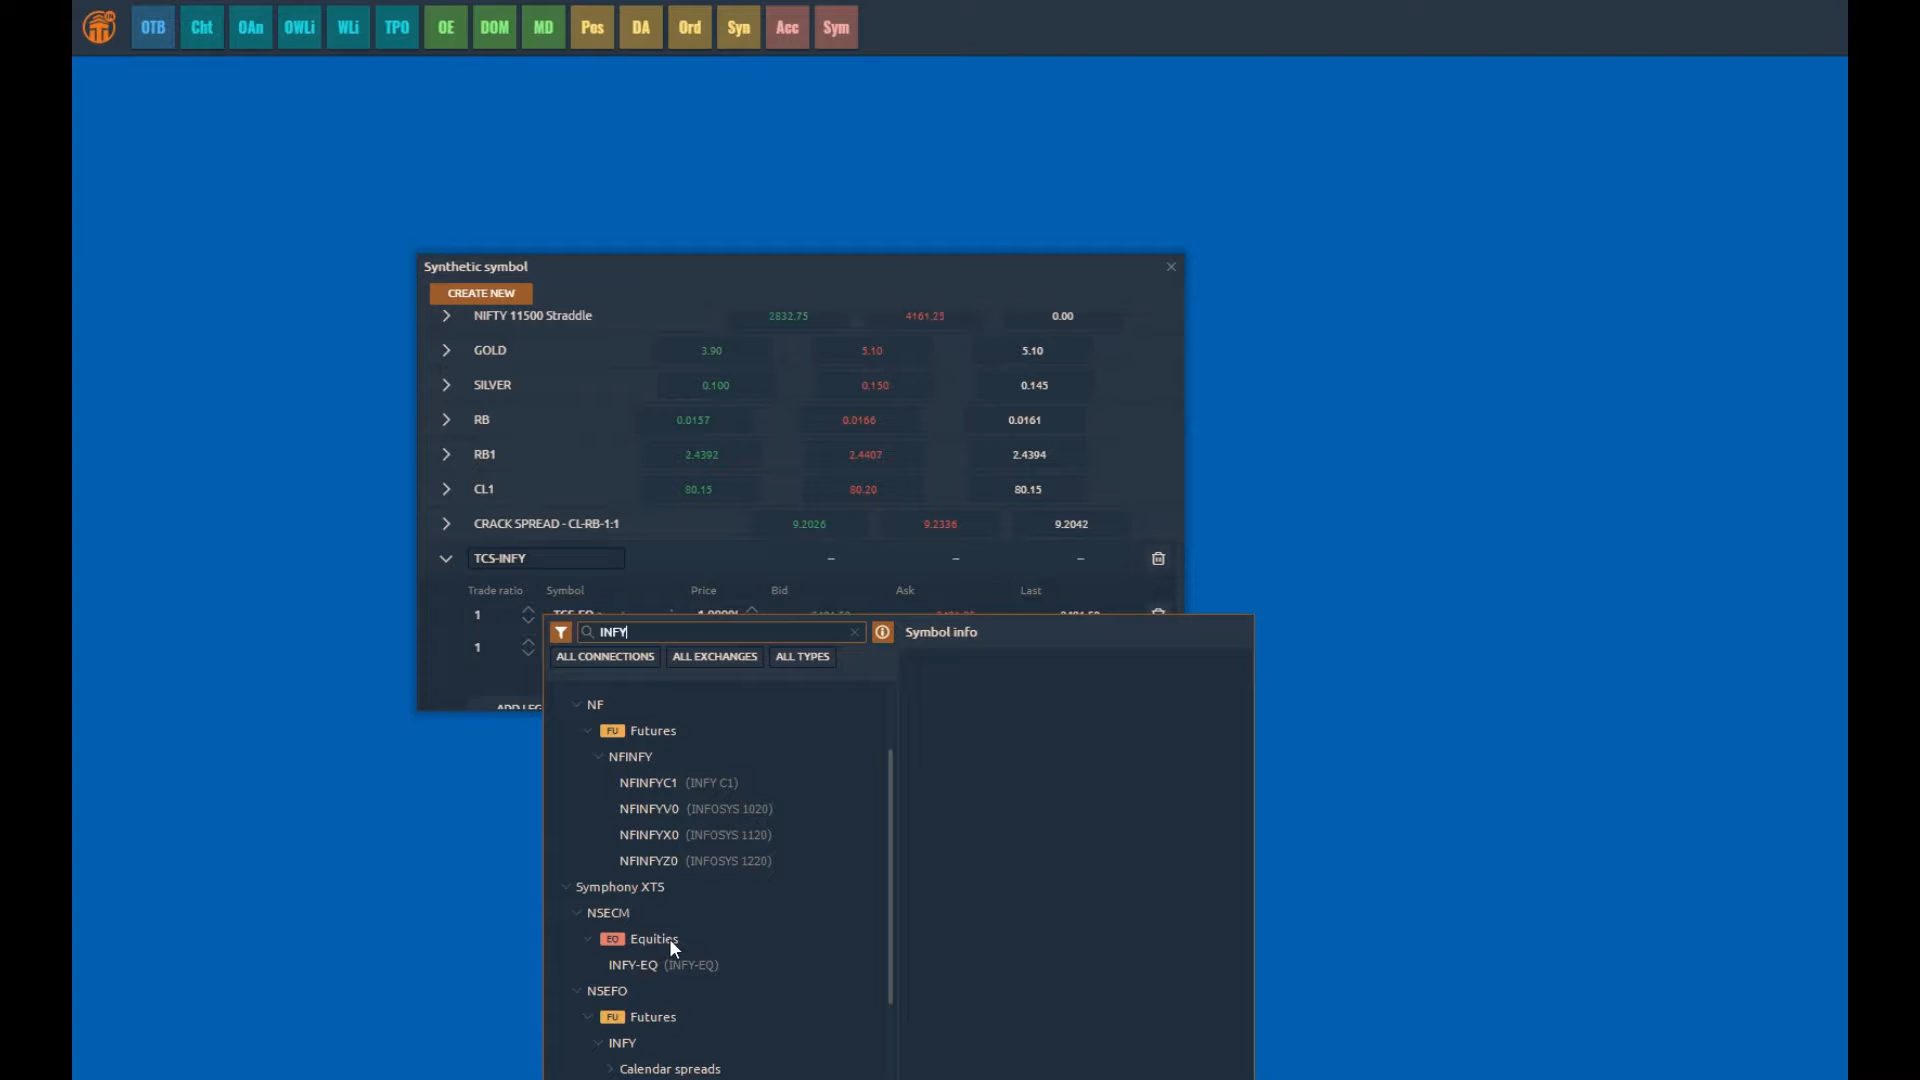 OTB Cht OAn OWLi WLi TPO OE DOM MD Pos DA Ord Syn Acc Sym
Synthetic symbol
CREATE NEW
NIFTY 11500 Straddle 2832.75 4161.25 0.00
GOLD 3.90 5.10 5.10
SILVER 0.100 0.150 0.145
RB 0.0157 0.0166 0.0161
RB1 2.4392 2.4407 2.4394
CL1 80.15 80.20 80.15
CRACK SPREAD - CL-RB-1:1 9.2026 9.2336 9.2042
TCS-INFY – – –
Trade ratio Symbol Price Bid Ask Last
1
1
ADD LEG
INFY
Symbol info
ALL CONNECTIONS ALL EXCHANGES ALL TYPES
NF
FU Futures
NFINFY
NFINFYC1 (INFY C1)
NFINFYV0 (INFOSYS 1020)
NFINFYX0 (INFOSYS 1120)
NFINFYZ0 (INFOSYS 1220)
Symphony XTS
NSECM
EQ Equities
INFY-EQ (INFY-EQ)
NSEFO
FU Futures
INFY
Calendar spreads